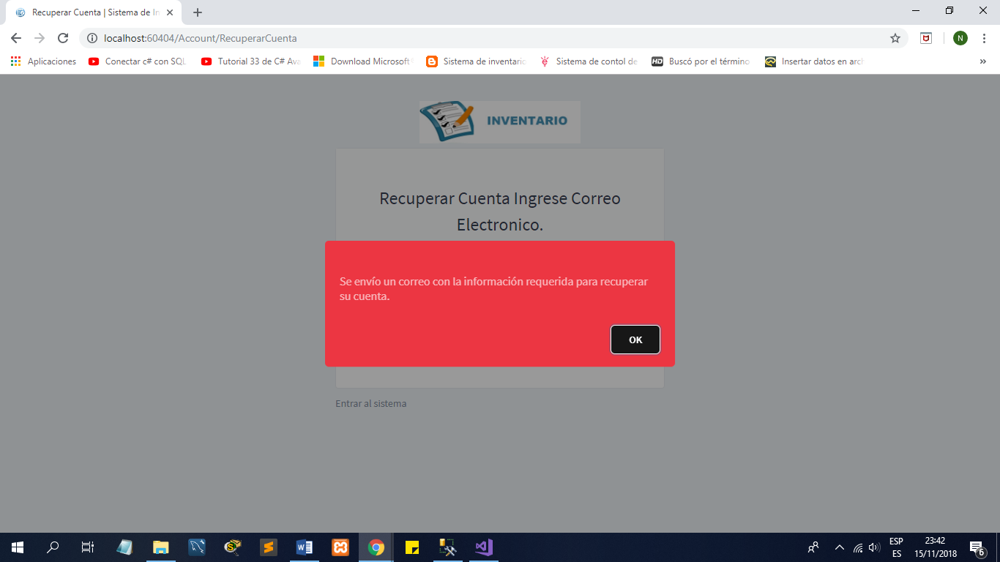 Recuperar Cuenta | Sistema de In
localhost:60404/Account/RecuperarCuenta
N
Aplicaciones
Conectar c# con SQL
Tutorial 33 de C# Ava
Download Microsoft
Sistema de inventario
Sistema de contol de
HD
Buscó por el término
Insertar datos en arch
»
INVENTARIO
Recuperar Cuenta Ingrese Correo
Electronico.
Se envío un correo con la información requerida para recuperar
su cuenta.
OK
Entrar al sistema
ESP
ES
23:42
15/11/2018
6